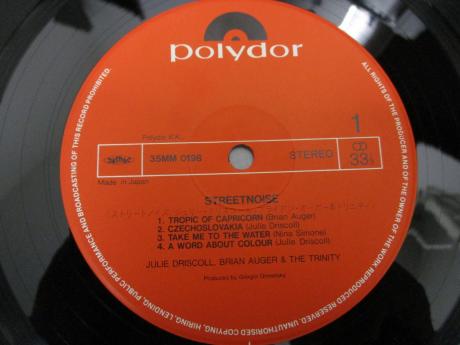 polydor
Polydor K.K.
35MM 0198
STEREO
1
33⅓
Made in Japan
STREETNOISE
1. TROPIC OF CAPRICORN (Brian Auger)
2. CZECHOSLOVAKIA (Julie Driscoll)
3. TAKE ME TO THE WATER (Nina Simone)
4. A WORD ABOUT COLOUR (Julie Driscoll)
JULIE DRISCOLL, BRIAN AUGER & THE TRINITY
Produced by Giorgio Gomelsky
ALL RIGHTS OF THE PRODUCER AND OF THE OWNER OF THE WORK REPRODUCED RESERVED. UNAUTHORISED COPYING, HIRING, LENDING, PUBLIC PERFORMANCE AND BROADCASTING OF THIS RECORD PROHIBITED.